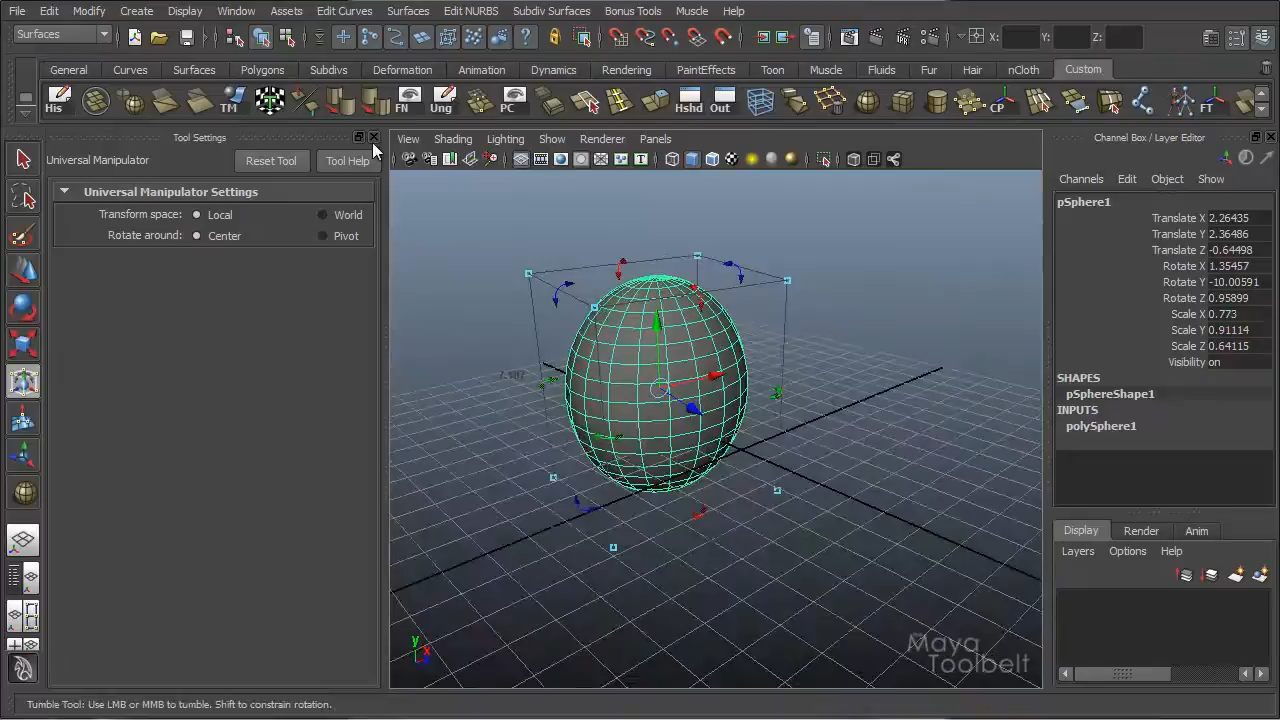 File Edit Modify Create Display Window Assets Edit Curves Surfaces Edit NURBS Subdiv Surfaces Bonus Tools Muscle Help
Surfaces X: Y: Z:
General Curves Surfaces Polygons Subdivs Deformation Animation Dynamics Rendering PaintEffects Toon Muscle Fluids Fur Hair nCloth Custom
His TM FN Ung PC Hshd Out CP FT
Tool Settings
Universal Manipulator Reset Tool Tool Help
Universal Manipulator Settings
Transform space: Local World
Rotate around: Center Pivot
View Shading Lighting Show Renderer Panels
Channel Box / Layer Editor
Channels Edit Object Show
pSphere1
Translate X 2.26435
Translate Y 2.36486
Translate Z -0.64498
Rotate X 1.35457
Rotate Y -10.00591
Rotate Z 0.95899
Scale X 0.773
Scale Y 0.91114
Scale Z 0.64115
Visibility on
SHAPES
pSphereShape1
INPUTS
polySphere1
Display Render Anim
Layers Options Help
y
x
Maya
Toolbelt
Tumble Tool: Use LMB or MMB to tumble. Shift to constrain rotation.